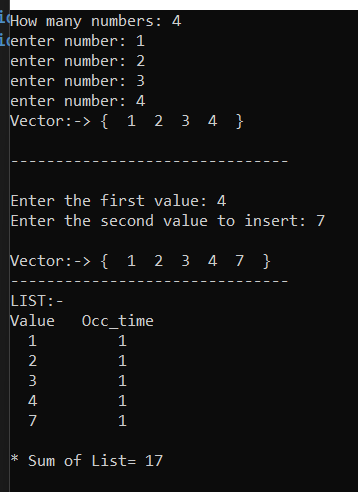 How many numbers: 4
enter number: 1
enter number: 2
enter number: 3
enter number: 4
Vector:-> {  1  2  3  4  }
-------------------------------
Enter the first value: 4
Enter the second value to insert: 7
Vector:-> {  1  2  3  4  7  }
-------------------------------
LIST:-
Value   Occ_time
  1         1
  2         1
  3         1
  4         1
  7         1
* Sum of List= 17